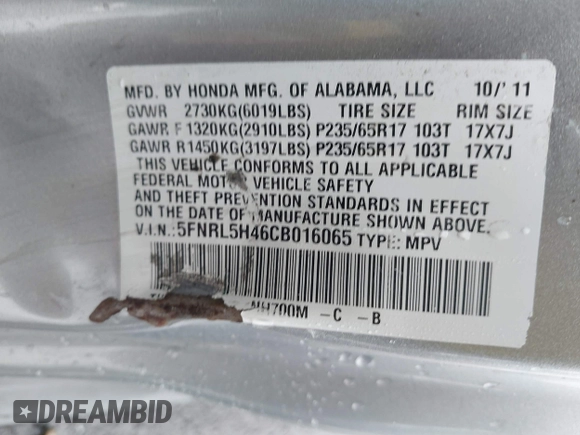 MFD. BY HONDA MFG. OF ALABAMA, LLC 10/'11
GVWR 2730KG(6019LBS) TIRE SIZE RIM SIZE
GAWR F 1320KG(2910LBS) P235/65R17 103T 17X7J
GAWR R1450KG(3197LBS) P235/65R17 103T 17X7J
THIS VEHICLE CONFORMS TO ALL APPLICABLE
FEDERAL MOTOR VEHICLE SAFETY
AND THEFT PREVENTION STANDARDS IN EFFECT
ON THE DATE OF MANUFACTURE SHOWN ABOVE.
V.I.N.:5FNRL5H46CB016065 TYPE: MPV
NH700M -C -B
DREAMBID